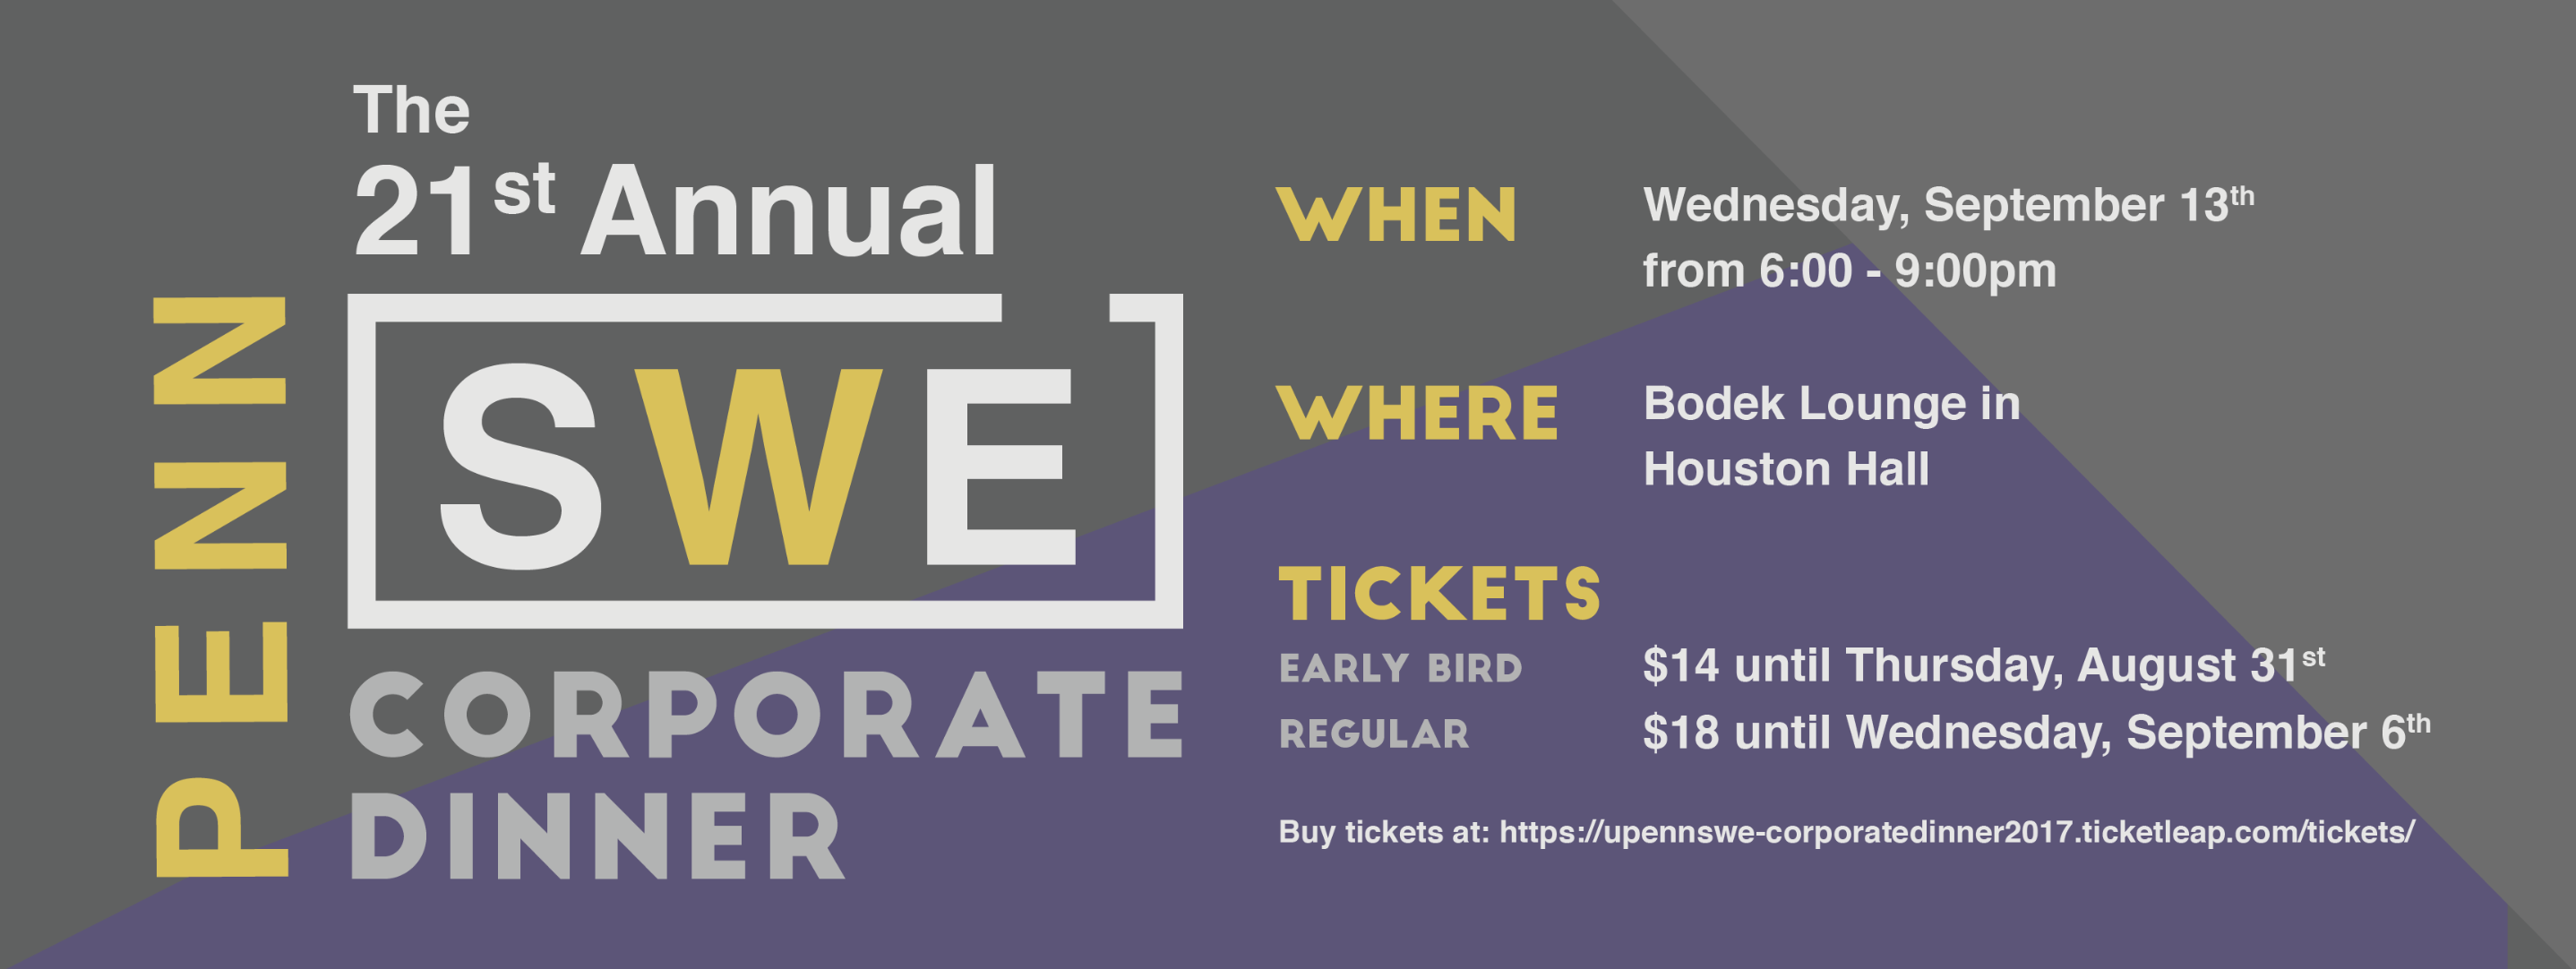 The
21st Annual
PENN
SWE
CORPORATE
DINNER
WHEN
Wednesday, September 13th
from 6:00 - 9:00pm
WHERE
Bodek Lounge in
Houston Hall
TICKETS
EARLY BIRD $14 until Thursday, August 31st
REGULAR $18 until Wednesday, September 6th
Buy tickets at: https://upennswe-corporatedinner2017.ticketleap.com/tickets/